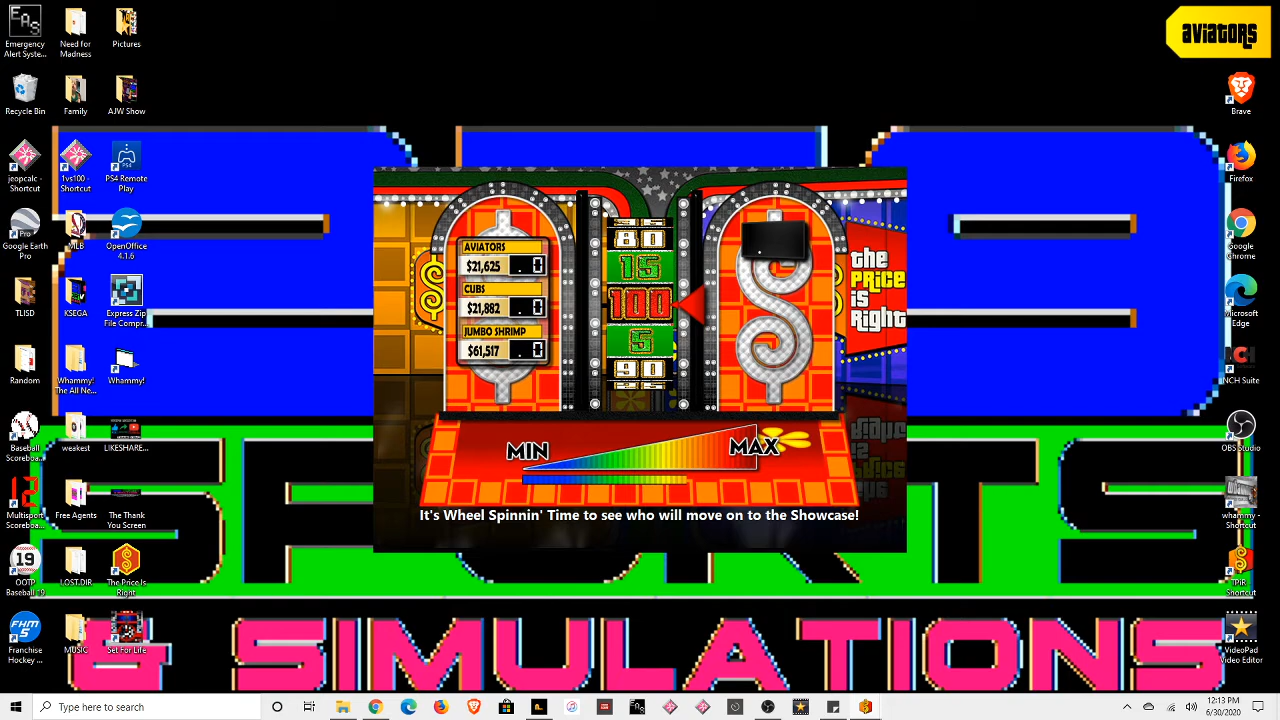 Emergency
Alert Syste...
Need for
Madness
Pictures
Recycle Bin
Family
AJW Show
jeopcalc -
Shortcut
1vs100 -
Shortcut
PS4 Remote
Play
Google Earth
Pro
MLB
OpenOffice
4.1.6
TLISD
KSEGA
Express Zip
File Compr...
Random
Whammy!
The All Ne...
Whammy!
Baseball
Scoreboa...
weakest
LIKESHARE...
Multisport
Scoreboa...
Free Agents
The Thank
You Screen
OOTP
Baseball 19
LOST.DIR
The Price Is
Right
Franchise
Hockey ...
MUSIC
Set For Life
AVIATORS
Brave
Firefox
Google
Chrome
Microsoft
Edge
NCH Suite
OBS Studio
whammy -
Shortcut
TPiR -
Shortcut
VideoPad
Video Editor
SPORTS
& SIMULATIONS
AVIATORS
$21,625 .0
CUBS
$21,882 .0
JUMBO SHRIMP
$61,517 .0
80
15
100
5
90
the
PRiCE
is
Right
MIN
MAX
It's Wheel Spinnin' Time to see who will move on to the Showcase!
Type here to search
12:13 PM
6/30/2020